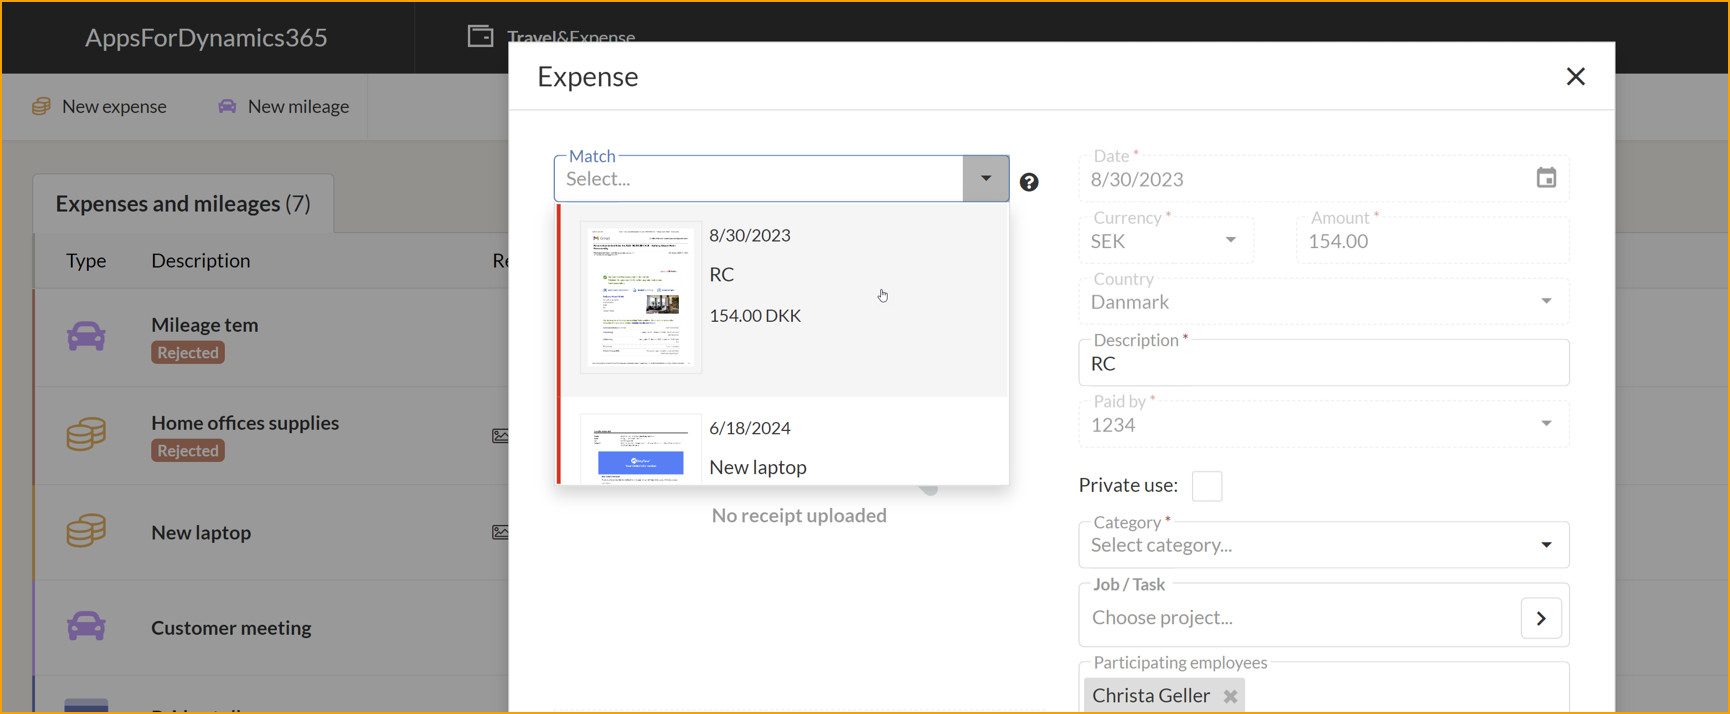 AppsForDynamics365
Travel&Expense
New expense
New mileage
Expenses and mileages (7)
Type
Description
Mileage tem
Rejected
Home offices supplies
Rejected
New laptop
Customer meeting
Expense
Match
Select...
8/30/2023
RC
154.00 DKK
6/18/2024
New laptop
No receipt uploaded
Date *
8/30/2023
Currency *
SEK
Amount *
154.00
Country
Danmark
Description *
RC
Paid by *
1234
Private use:
Category *
Select category...
Job / Task
Choose project...
Participating employees
Christa Geller